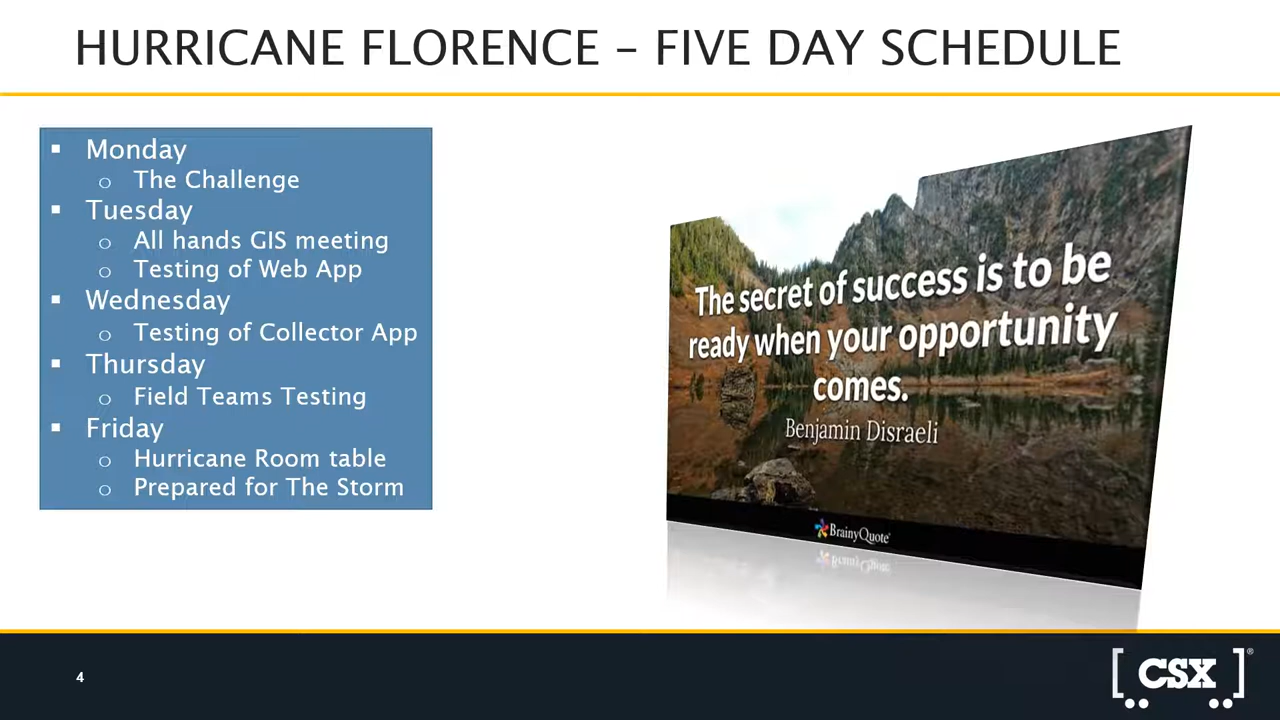 HURRICANE FLORENCE – FIVE DAY SCHEDULE
▪ Monday
o The Challenge
▪ Tuesday
o All hands GIS meeting
o Testing of Web App
▪ Wednesday
o Testing of Collector App
▪ Thursday
o Field Teams Testing
▪ Friday
o Hurricane Room table
o Prepared for The Storm
The secret of success is to be
ready when your opportunity
comes.
Benjamin Disraeli
BrainyQuote®
4
[CSX]®